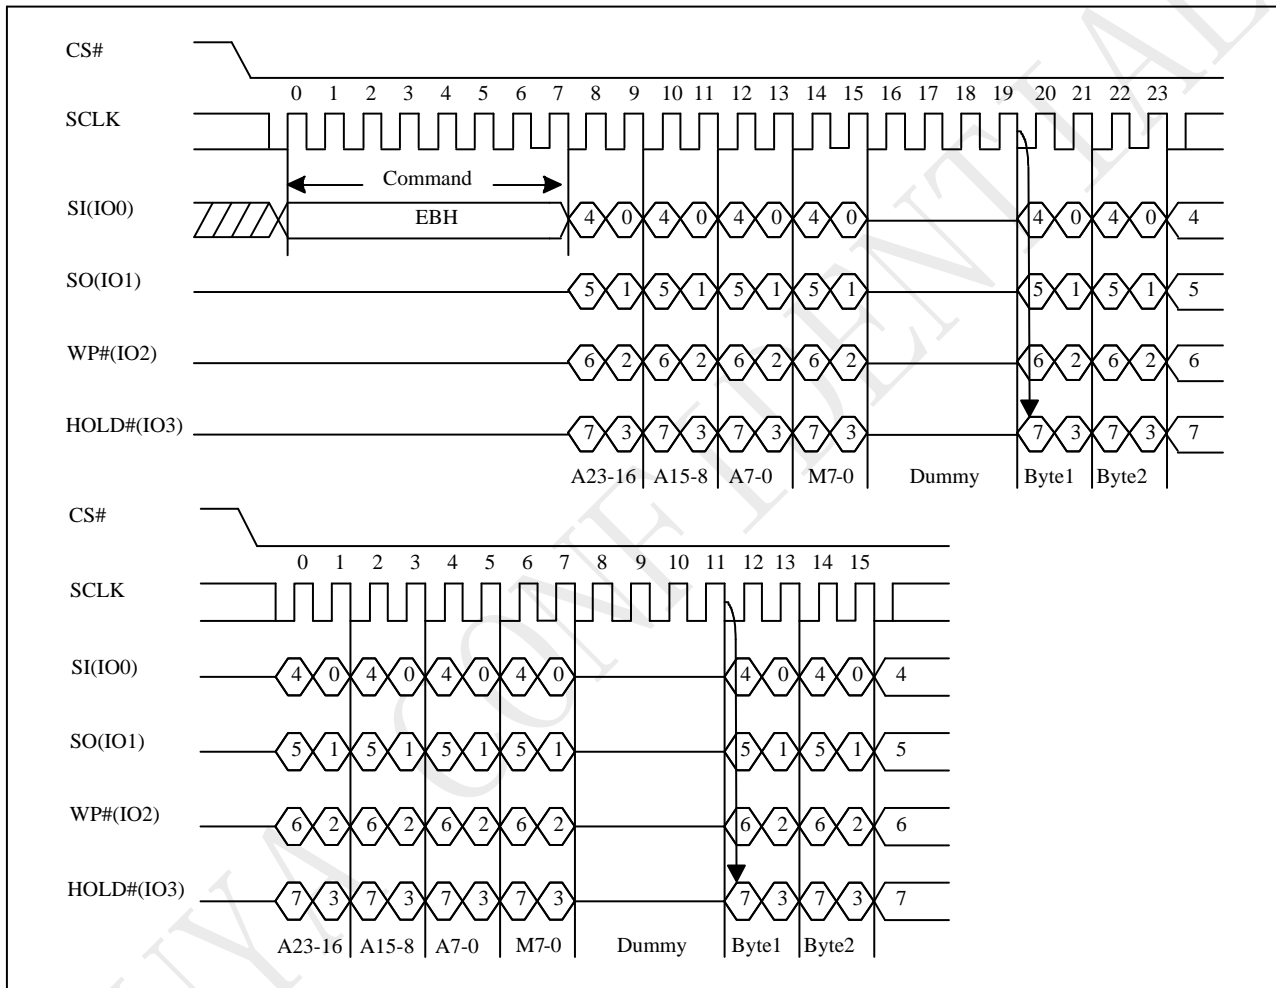 CS#
0 1 2 3 4 5 6 7 8 9 10 11 12 13 14 15 16 17 18 19 20 21 22 23
SCLK
Command
SI(IO0) EBH 4 0 4 0 4 0 4 0 4 0 4 0 4
SO(IO1) 5 1 5 1 5 1 5 1 5 1 5 1 5
WP#(IO2) 6 2 6 2 6 2 6 2 6 2 6 2 6
HOLD#(IO3) 7 3 7 3 7 3 7 3 7 3 7 3 7
A23-16 A15-8 A7-0 M7-0 Dummy Byte1 Byte2
CS#
0 1 2 3 4 5 6 7 8 9 10 11 12 13 14 15
SCLK
SI(IO0) 4 0 4 0 4 0 4 0 4 0 4 0 4
SO(IO1) 5 1 5 1 5 1 5 1 5 1 5 1 5
WP#(IO2) 6 2 6 2 6 2 6 2 6 2 6 2 6
HOLD#(IO3) 7 3 7 3 7 3 7 3 7 3 7 3 7
A23-16 A15-8 A7-0 M7-0 Dummy Byte1 Byte2
UYA CONFIDENTIAL